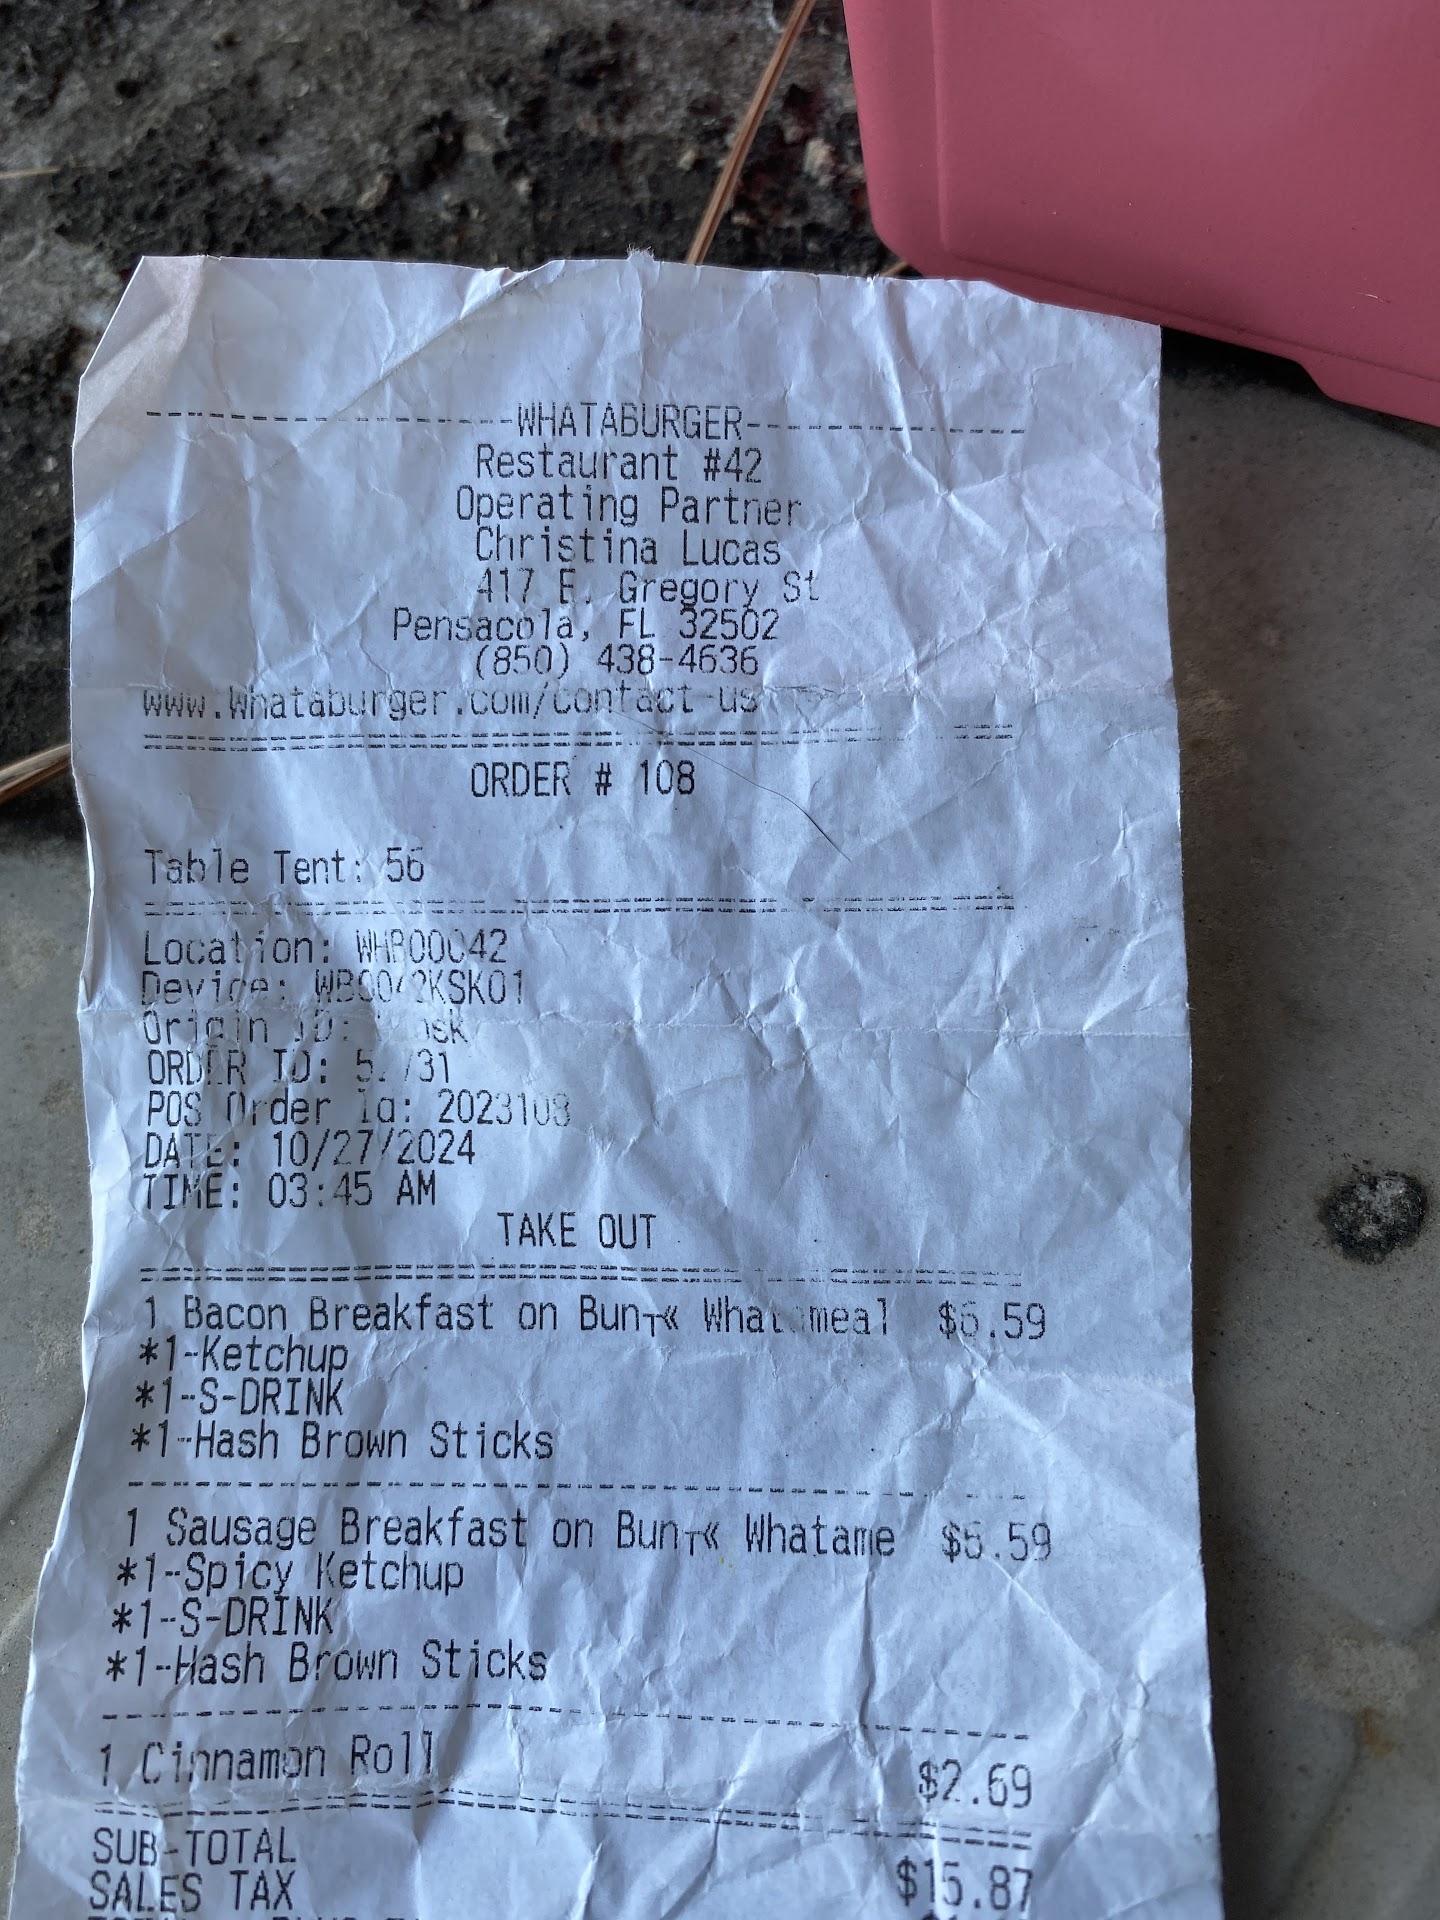 ------------------WHATABURGER--------------
Restaurant #42
Operating Partner
Christina Lucas
417 E. Gregory St
Pensacola, FL 32502
(850) 438-4636
www.whataburger.com/contact-us
ORDER # 108
Table Tent: 56
Location:
Device:
Origin ID:
ORDER ID:
POS Order Id: 2023108
DATE: 10/27/2024
TIME: 03:45 AM
TAKE OUT
1 Bacon Breakfast on Bun┬« Whatameal $6.59
*1-Ketchup
*1-S-DRINK
*1-Hash Brown Sticks
1 Sausage Breakfast on Bun┬« Whatame $6.59
*1-Spicy Ketchup
*1-S-DRINK
*1-Hash Brown Sticks
1 Cinnamon Roll $2.69
SUB-TOTAL $15.87
SALES TAX